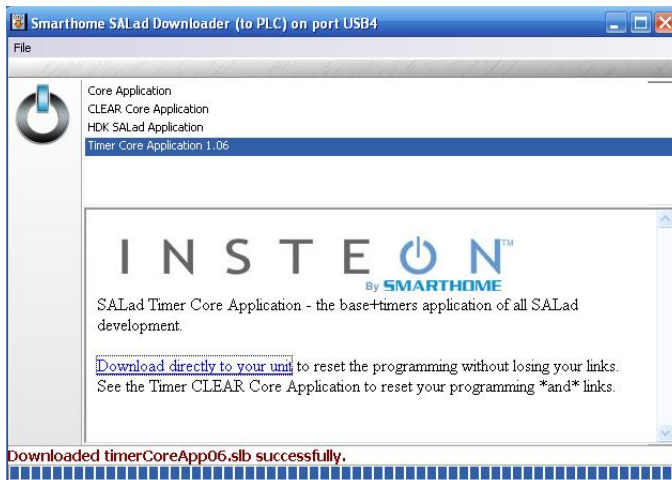 Smarthome SALad Downloader (to PLC) on port USB4
File
Core Application
CLEAR Core Application
HDK SALad Application
Timer Core Application 1.06
INSTEON™
By SMARTHOME
SALad Timer Core Application - the base+timers application of all SALad
development.
Download directly to your unit to reset the programming without losing your links.
See the Timer CLEAR Core Application to reset your programming *and* links.
Downloaded timerCoreApp06.slb successfully.